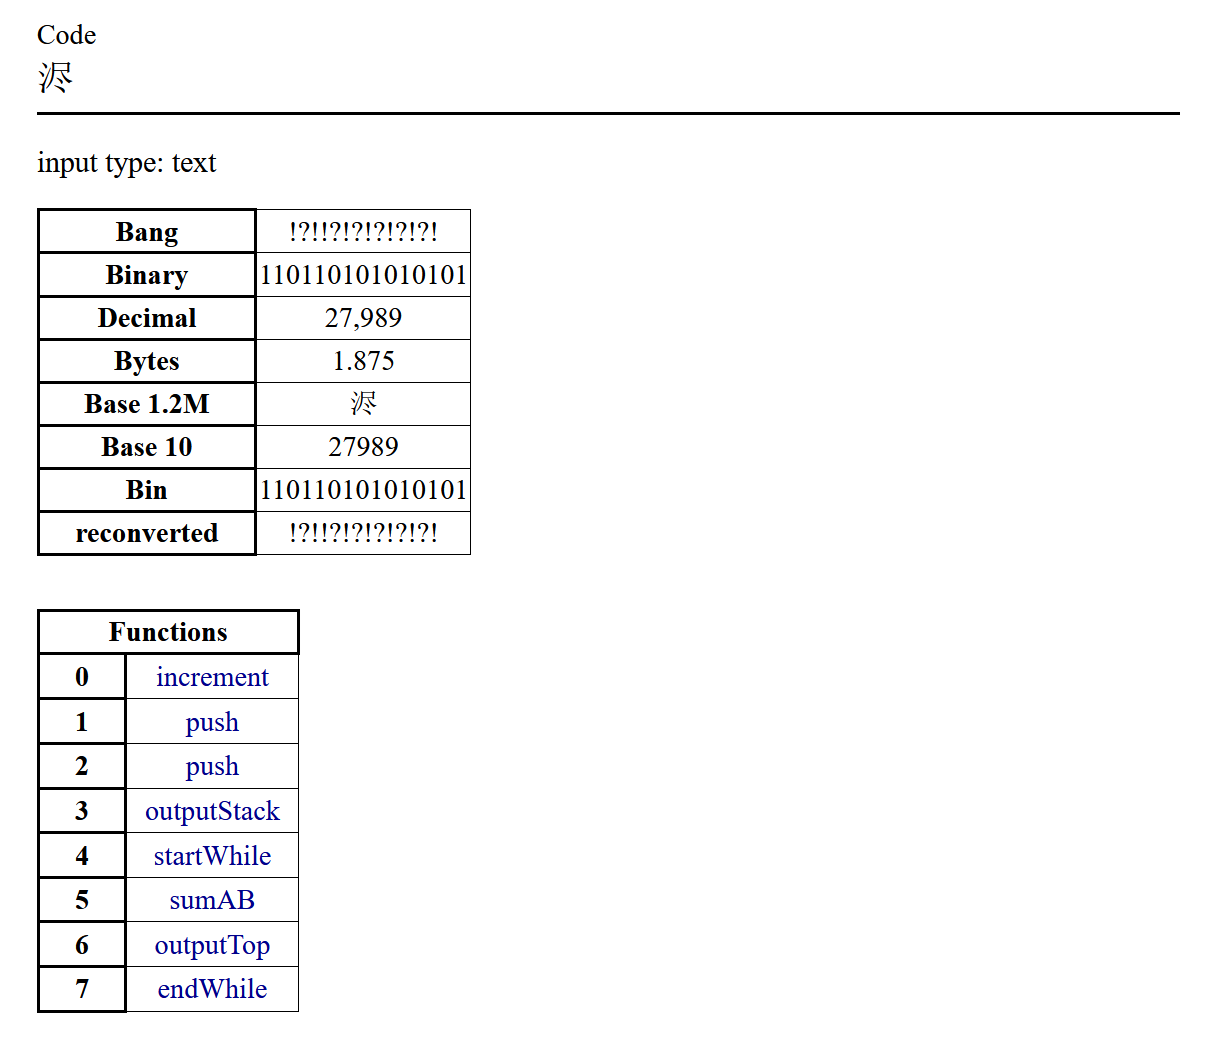 Code
浕
input type: text
Bang !?!!?!?!?!?!?!
Binary 110110101010101
Decimal 27,989
Bytes 1.875
Base 1.2M 浕
Base 10 27989
Bin 110110101010101
reconverted !?!!?!?!?!?!?!
Functions
0 increment
1 push
2 push
3 outputStack
4 startWhile
5 sumAB
6 outputTop
7 endWhile